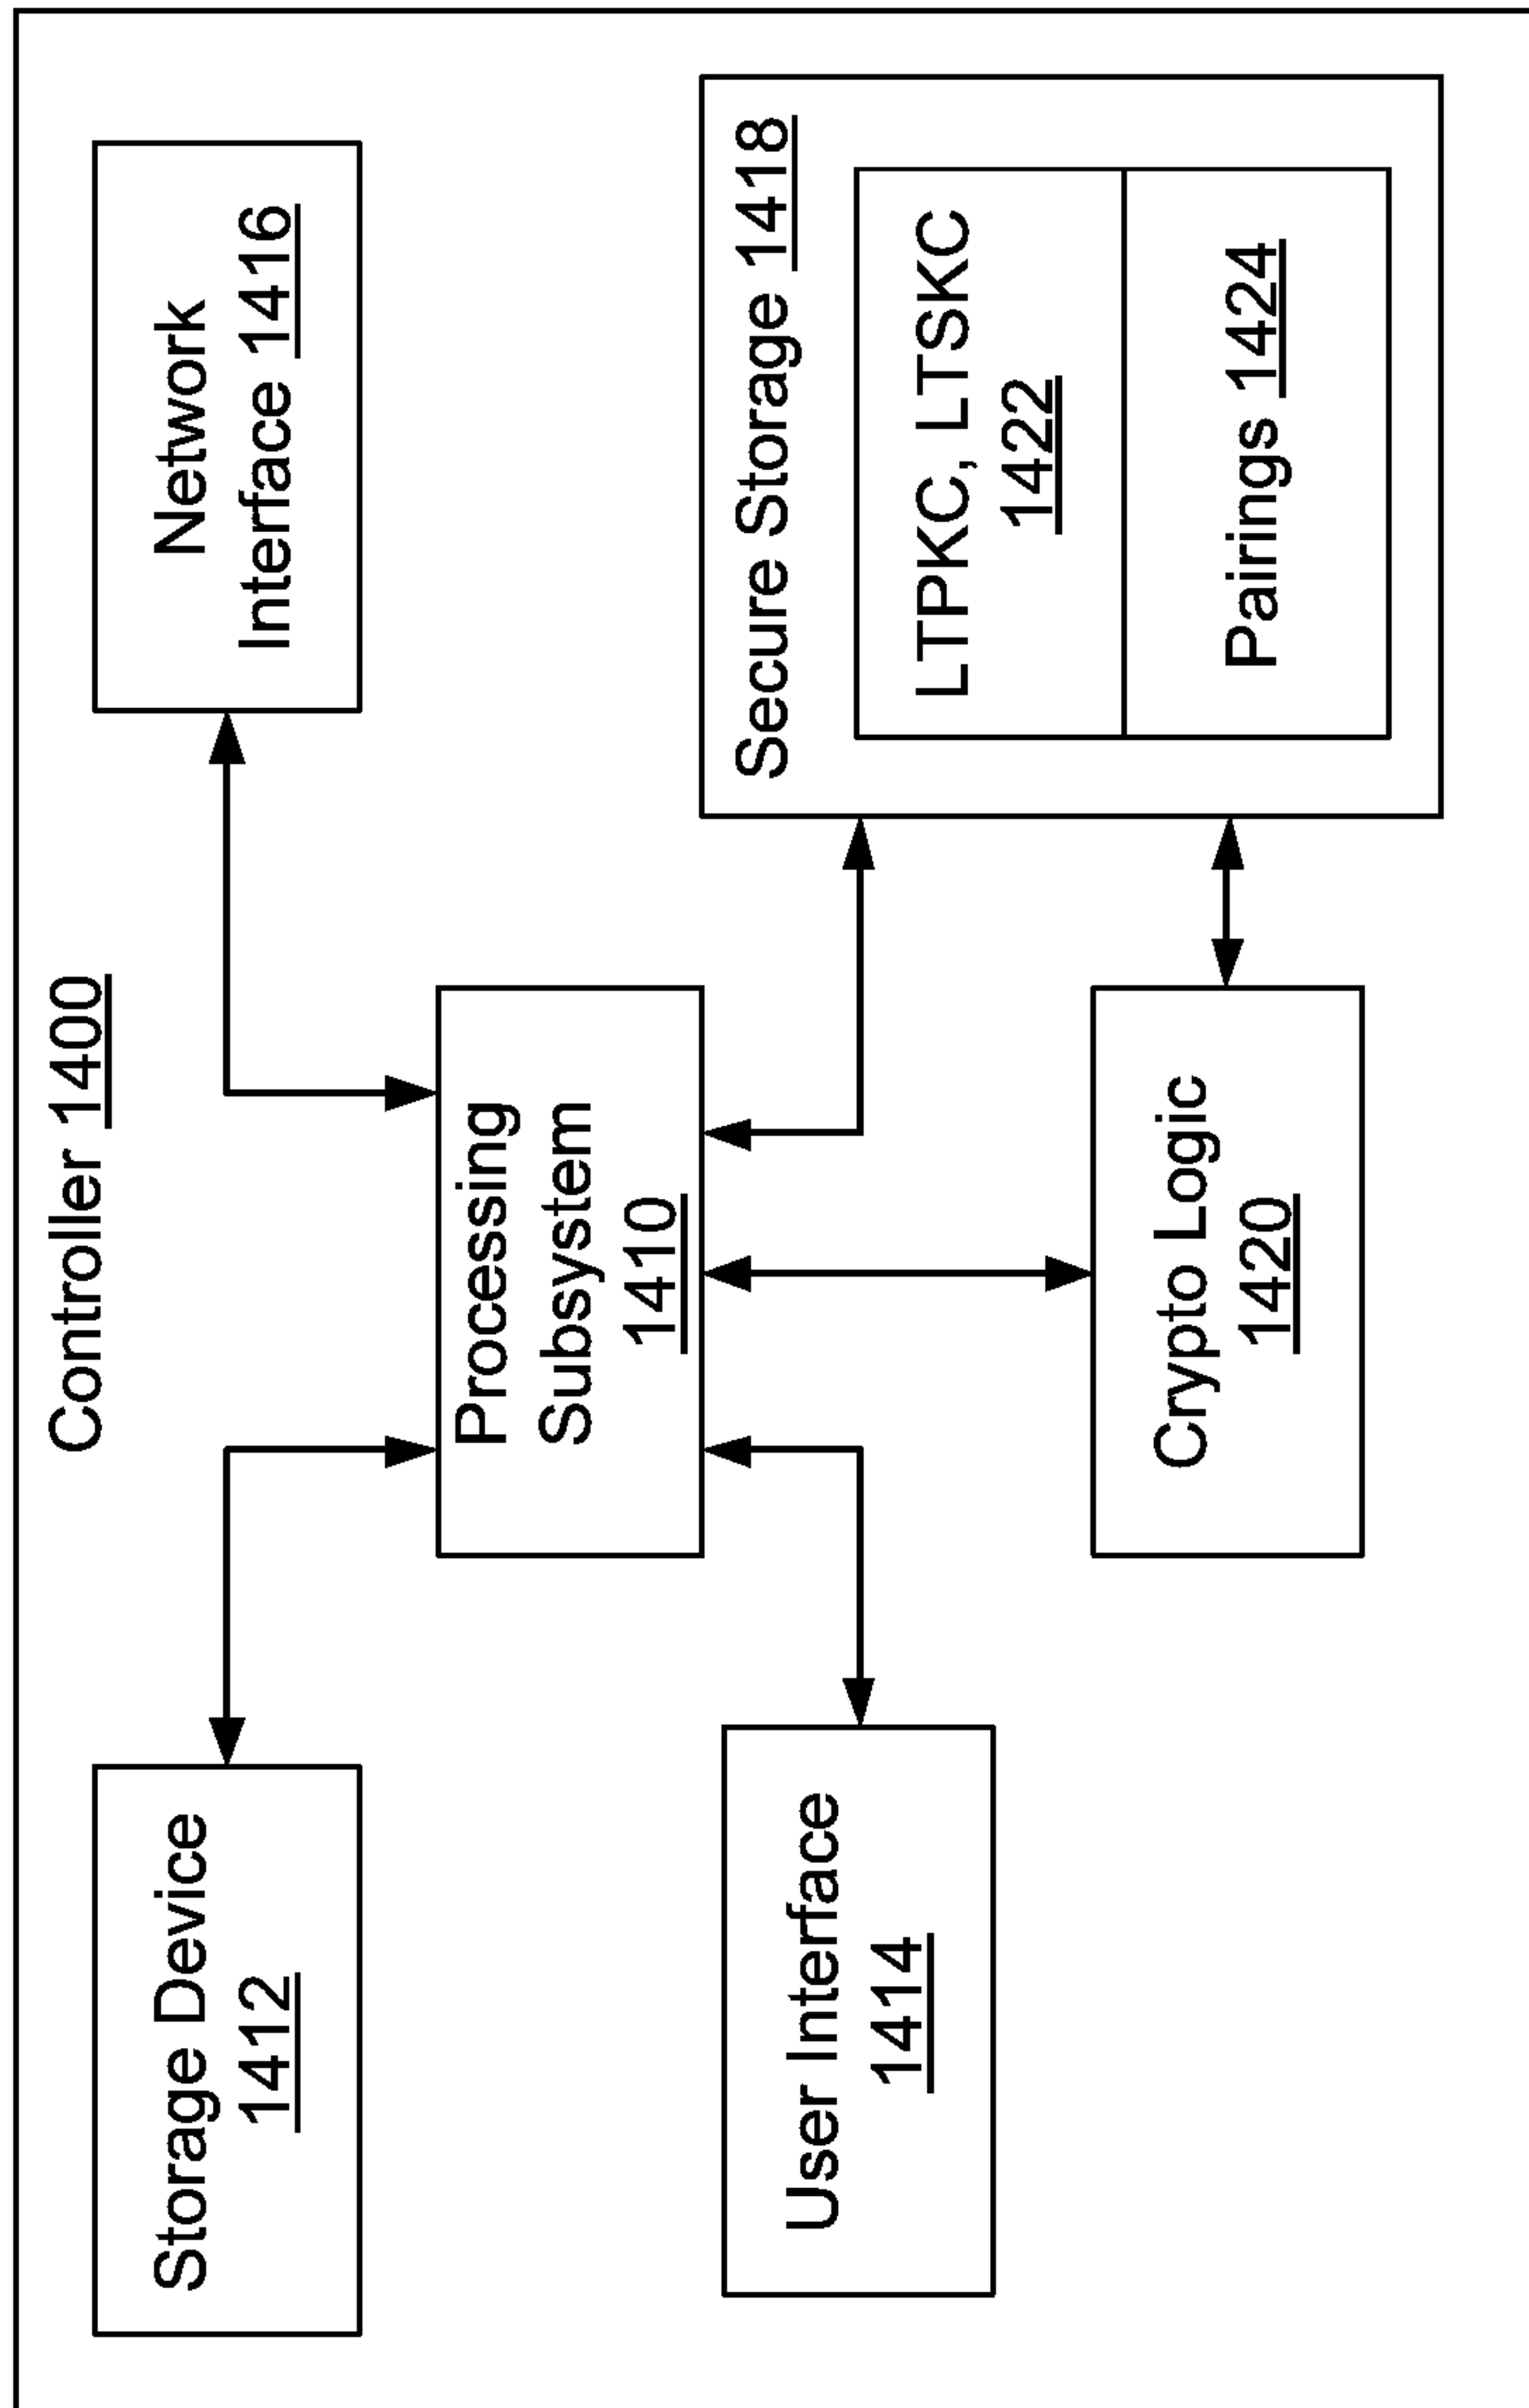 Controller 1400
Storage Device
1412
Network
Interface 1416
Processing
Subsystem
1410
User Interface
1414
Secure Storage 1418
LTPKC, LTSKC
1422
Pairings 1424
Crypto Logic
1420